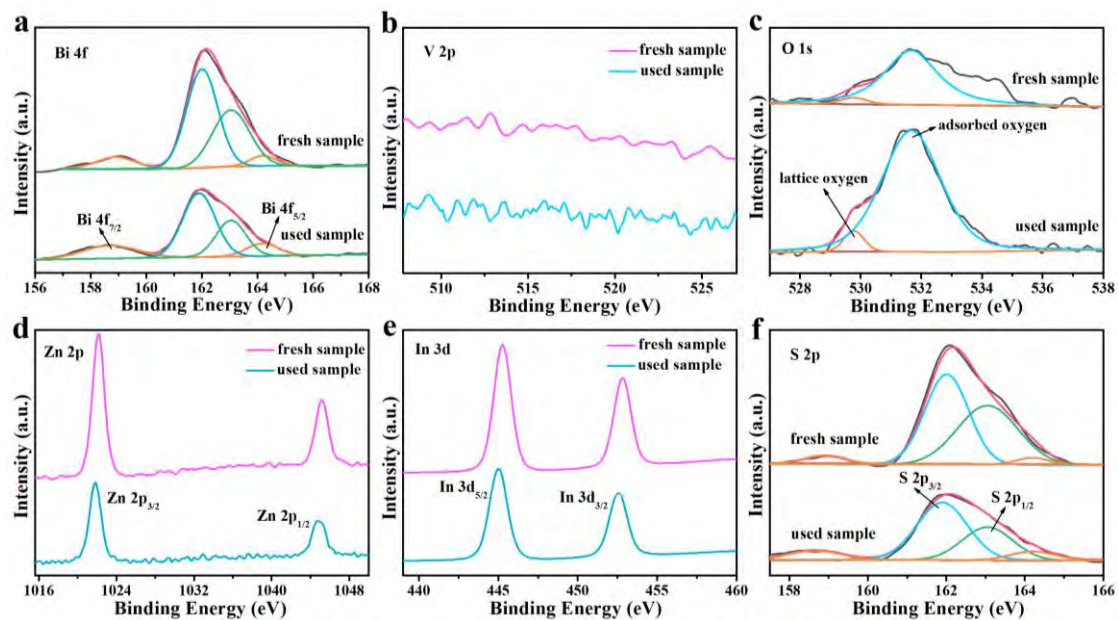 a
Bi 4f
fresh sample
Bi 4f7/2
Bi 4f5/2
used sample
156 158 160 162 164 166 168
Binding Energy (eV)
Intensity (a.u.)
b
V 2p
fresh sample
used sample
510 515 520 525
Binding Energy (eV)
Intensity (a.u.)
c
O 1s
fresh sample
adsorbed oxygen
lattice oxygen
used sample
528 530 532 534 536 538
Binding Energy (eV)
Intensity (a.u.)
d
Zn 2p
fresh sample
used sample
Zn 2p3/2
Zn 2p1/2
1016 1024 1032 1040 1048
Binding Energy (eV)
Intensity (a.u.)
e
In 3d
fresh sample
used sample
In 3d5/2
In 3d3/2
440 445 450 455 460
Binding Energy (eV)
Intensity (a.u.)
f
S 2p
fresh sample
S 2p3/2
S 2p1/2
used sample
158 160 162 164 166
Binding Energy (eV)
Intensity (a.u.)